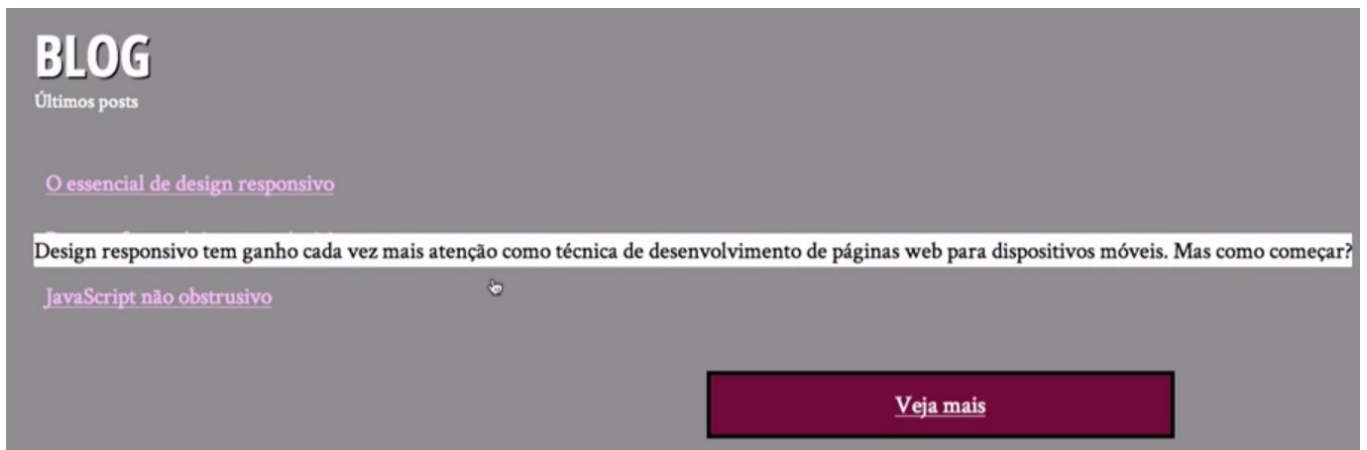 BLOG
Últimos posts
O essencial de design responsivo
Design responsivo tem ganho cada vez mais atenção como técnica de desenvolvimento de páginas web para dispositivos móveis. Mas como começar?
JavaScript não obstrusivo
Veja mais